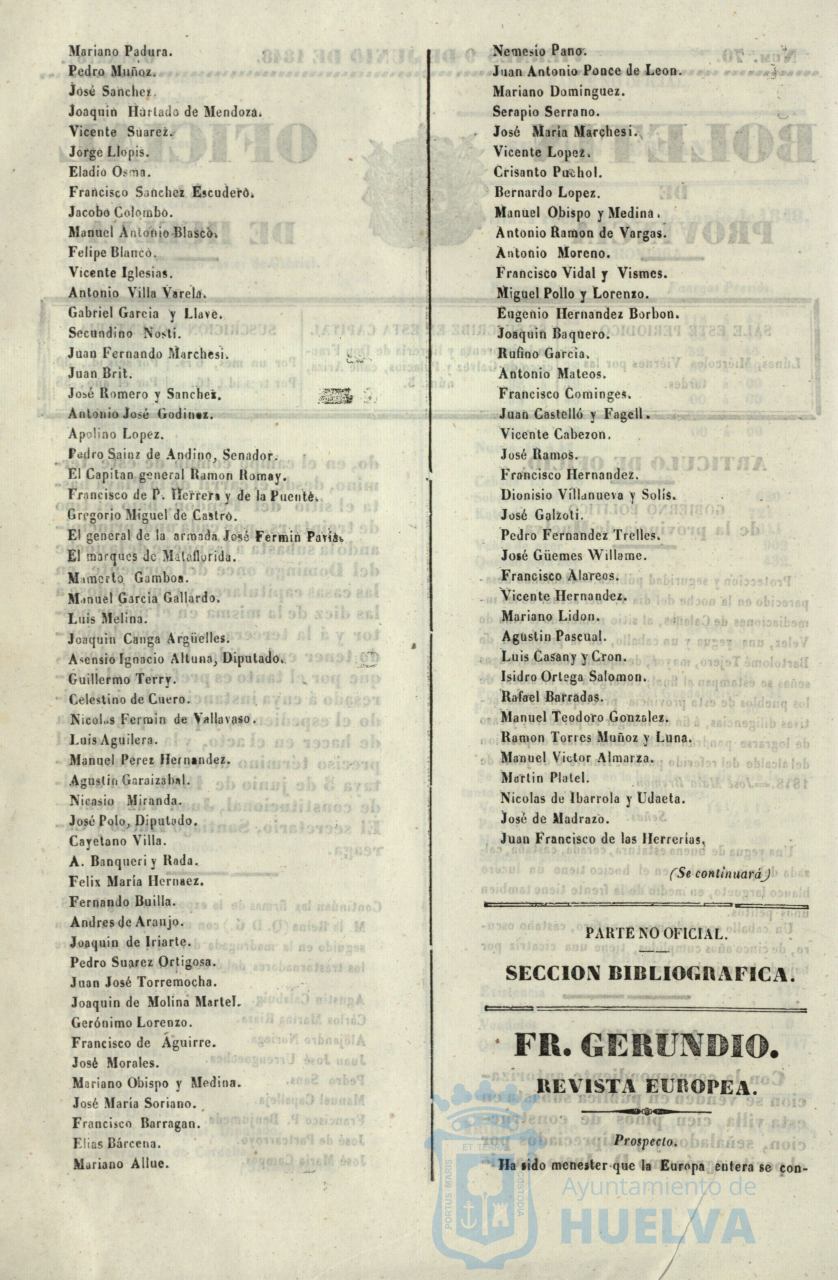 Mariano Padura.
Pedro Muñoz.
José Sanchez.
Joaquin Hurtado de Mendoza.
Vicente Suarez.
Jorge Llopis.
Eladio Osma.
Francisco Sanchez Escudero.
Jacobo Colombo.
Manuel Antonio Blasco.
Felipe Blanco.
Vicente Iglesias.
Antonio Villa Varela.
Gabriel Garcia y Llave.
Secundino Nosti.
Juan Fernando Marchesi.
Juan Brit.
José Romero y Sanchez.
Antonio José Godinez.
Apolino Lopez.
Pedro Sainz de Andino, Senador.
El Capitan general Ramon Romay.
Francisco de P. Herrera y de la Puente.
Gregorio Miguel de Castro.
El general de la armada José Fermin Pavia.
El marques de Mataflorida.
Mamerto Gamboa.
Manuel Garcia Gallardo.
Luis Melina.
Joaquin Canga Argüelles.
Asensio Ignacio Altuna, Diputado.
Guillermo Terry.
Celestino de Cuero.
Nicolas Fermin de Vallavaso.
Luis Aguilera.
Manuel Perez Hernandez.
Agustin Garaizabal.
Nicasio Miranda.
José Polo, Diputado.
Cayetano Villa.
A. Banqueri y Rada.
Felix María Hernaez.
Fernando Builla.
Andres de Araujo.
Joaquin de Iriarte.
Pedro Suarez Ortigosa.
Juan José Torremocha.
Joaquin de Molina Martel.
Gerónimo Lorenzo.
Francisco de Aguirre.
José Morales.
Mariano Obispo y Medina.
José María Soriano.
Francisco Barragan.
Elias Bárcena.
Mariano Allue.
Nemesio Pano.
Juan Antonio Ponce de Leon.
Mariano Dominguez.
Serapio Serrano.
José Maria Marchesi.
Vicente Lopez.
Crisanto Puchol.
Bernardo Lopez.
Manuel Obispo y Medina.
Antonio Ramon de Vargas.
Antonio Moreno.
Francisco Vidal y Vismes.
Miguel Pollo y Lorenzo.
Eugenio Hernandez Borbon.
Joaquin Baquero.
Rufino Garcia.
Antonio Mateos.
Francisco Cominges.
Juan Castelló y Fagell.
Vicente Cabezon.
José Ramos.
Francisco Hernandez.
Dionisio Villanueva y Solis.
José Galzoti.
Pedro Fernandez Trelles.
José Güemes Willame.
Francisco Alareos.
Vicente Hernandez.
Mariano Lidon.
Agustin Pascual.
Luis Casany y Cron.
Isidro Ortega Salomon.
Rafael Barradas.
Manuel Teodoro Gonzalez.
Ramon Torres Muñoz y Luna.
Manuel Victor Almarza.
Martin Platel.
Nicolas de Ibarrola y Udaeta.
José de Madrazo.
Juan Francisco de las Herrerias,
(Se continuará)
PARTE NO OFICIAL.
SECCION BIBLIOGRAFICA.
FR. GERUNDIO.
REVISTA EUROPEA.
Prospecto.
Ha sido menester que la Europa entera se con-
PORTUS MARIS ET TERRAE CUSTODIA
Ayuntamiento de
HUELVA